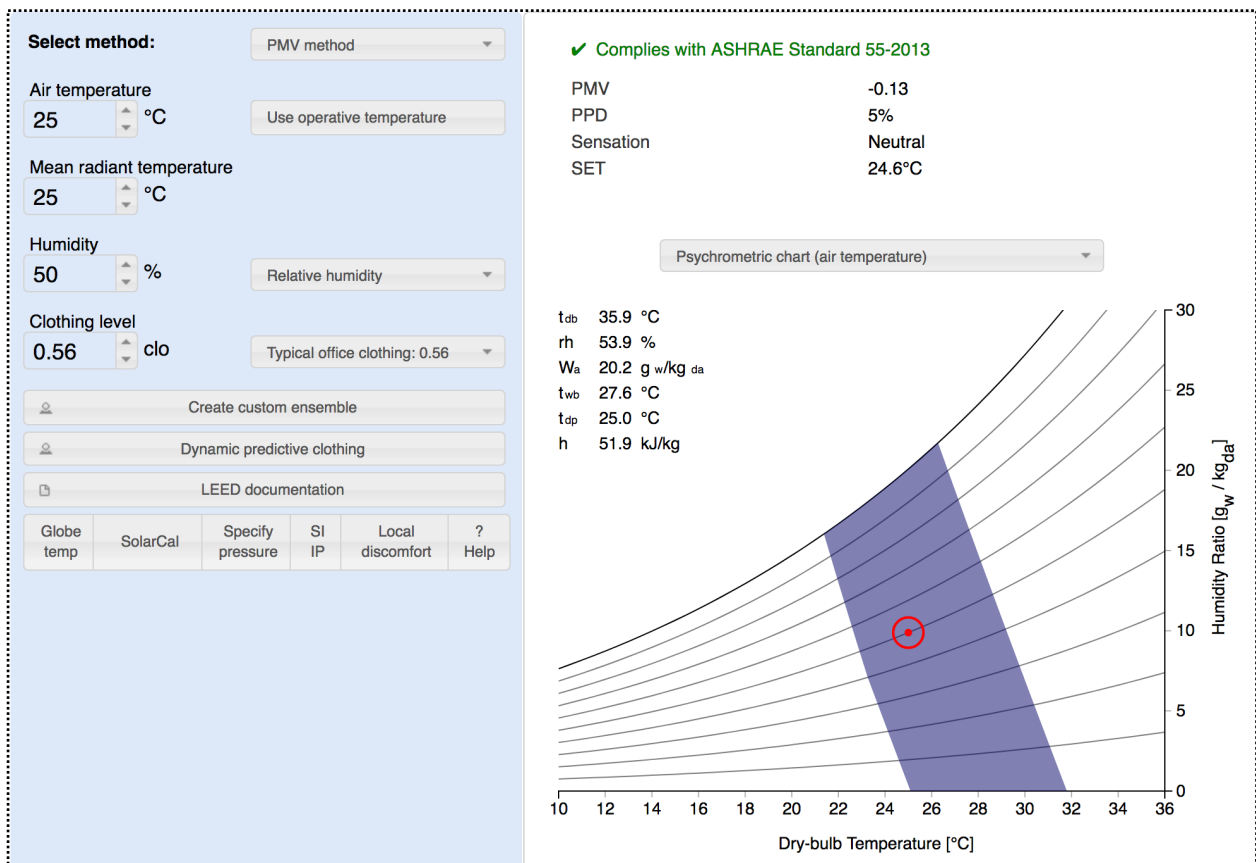 Select method:
PMV method
Air temperature
25 °C
Use operative temperature
Mean radiant temperature
25 °C
Humidity
50 %
Relative humidity
Clothing level
0.56 clo
Typical office clothing: 0.56
Create custom ensemble
Dynamic predictive clothing
LEED documentation
Globe temp
SolarCal
Specify pressure
SI IP
Local discomfort
? Help
✔ Complies with ASHRAE Standard 55-2013
PMV -0.13
PPD 5%
Sensation Neutral
SET 24.6°C
Psychrometric chart (air temperature)
tdb 35.9 °C
rh 53.9 %
Wa 20.2 g w/kg da
twb 27.6 °C
tdp 25.0 °C
h 51.9 kJ/kg
30
25
20
15
10
5
0
Humidity Ratio [gw / kgda]
10 12 14 16 18 20 22 24 26 28 30 32 34 36
Dry-bulb Temperature [°C]